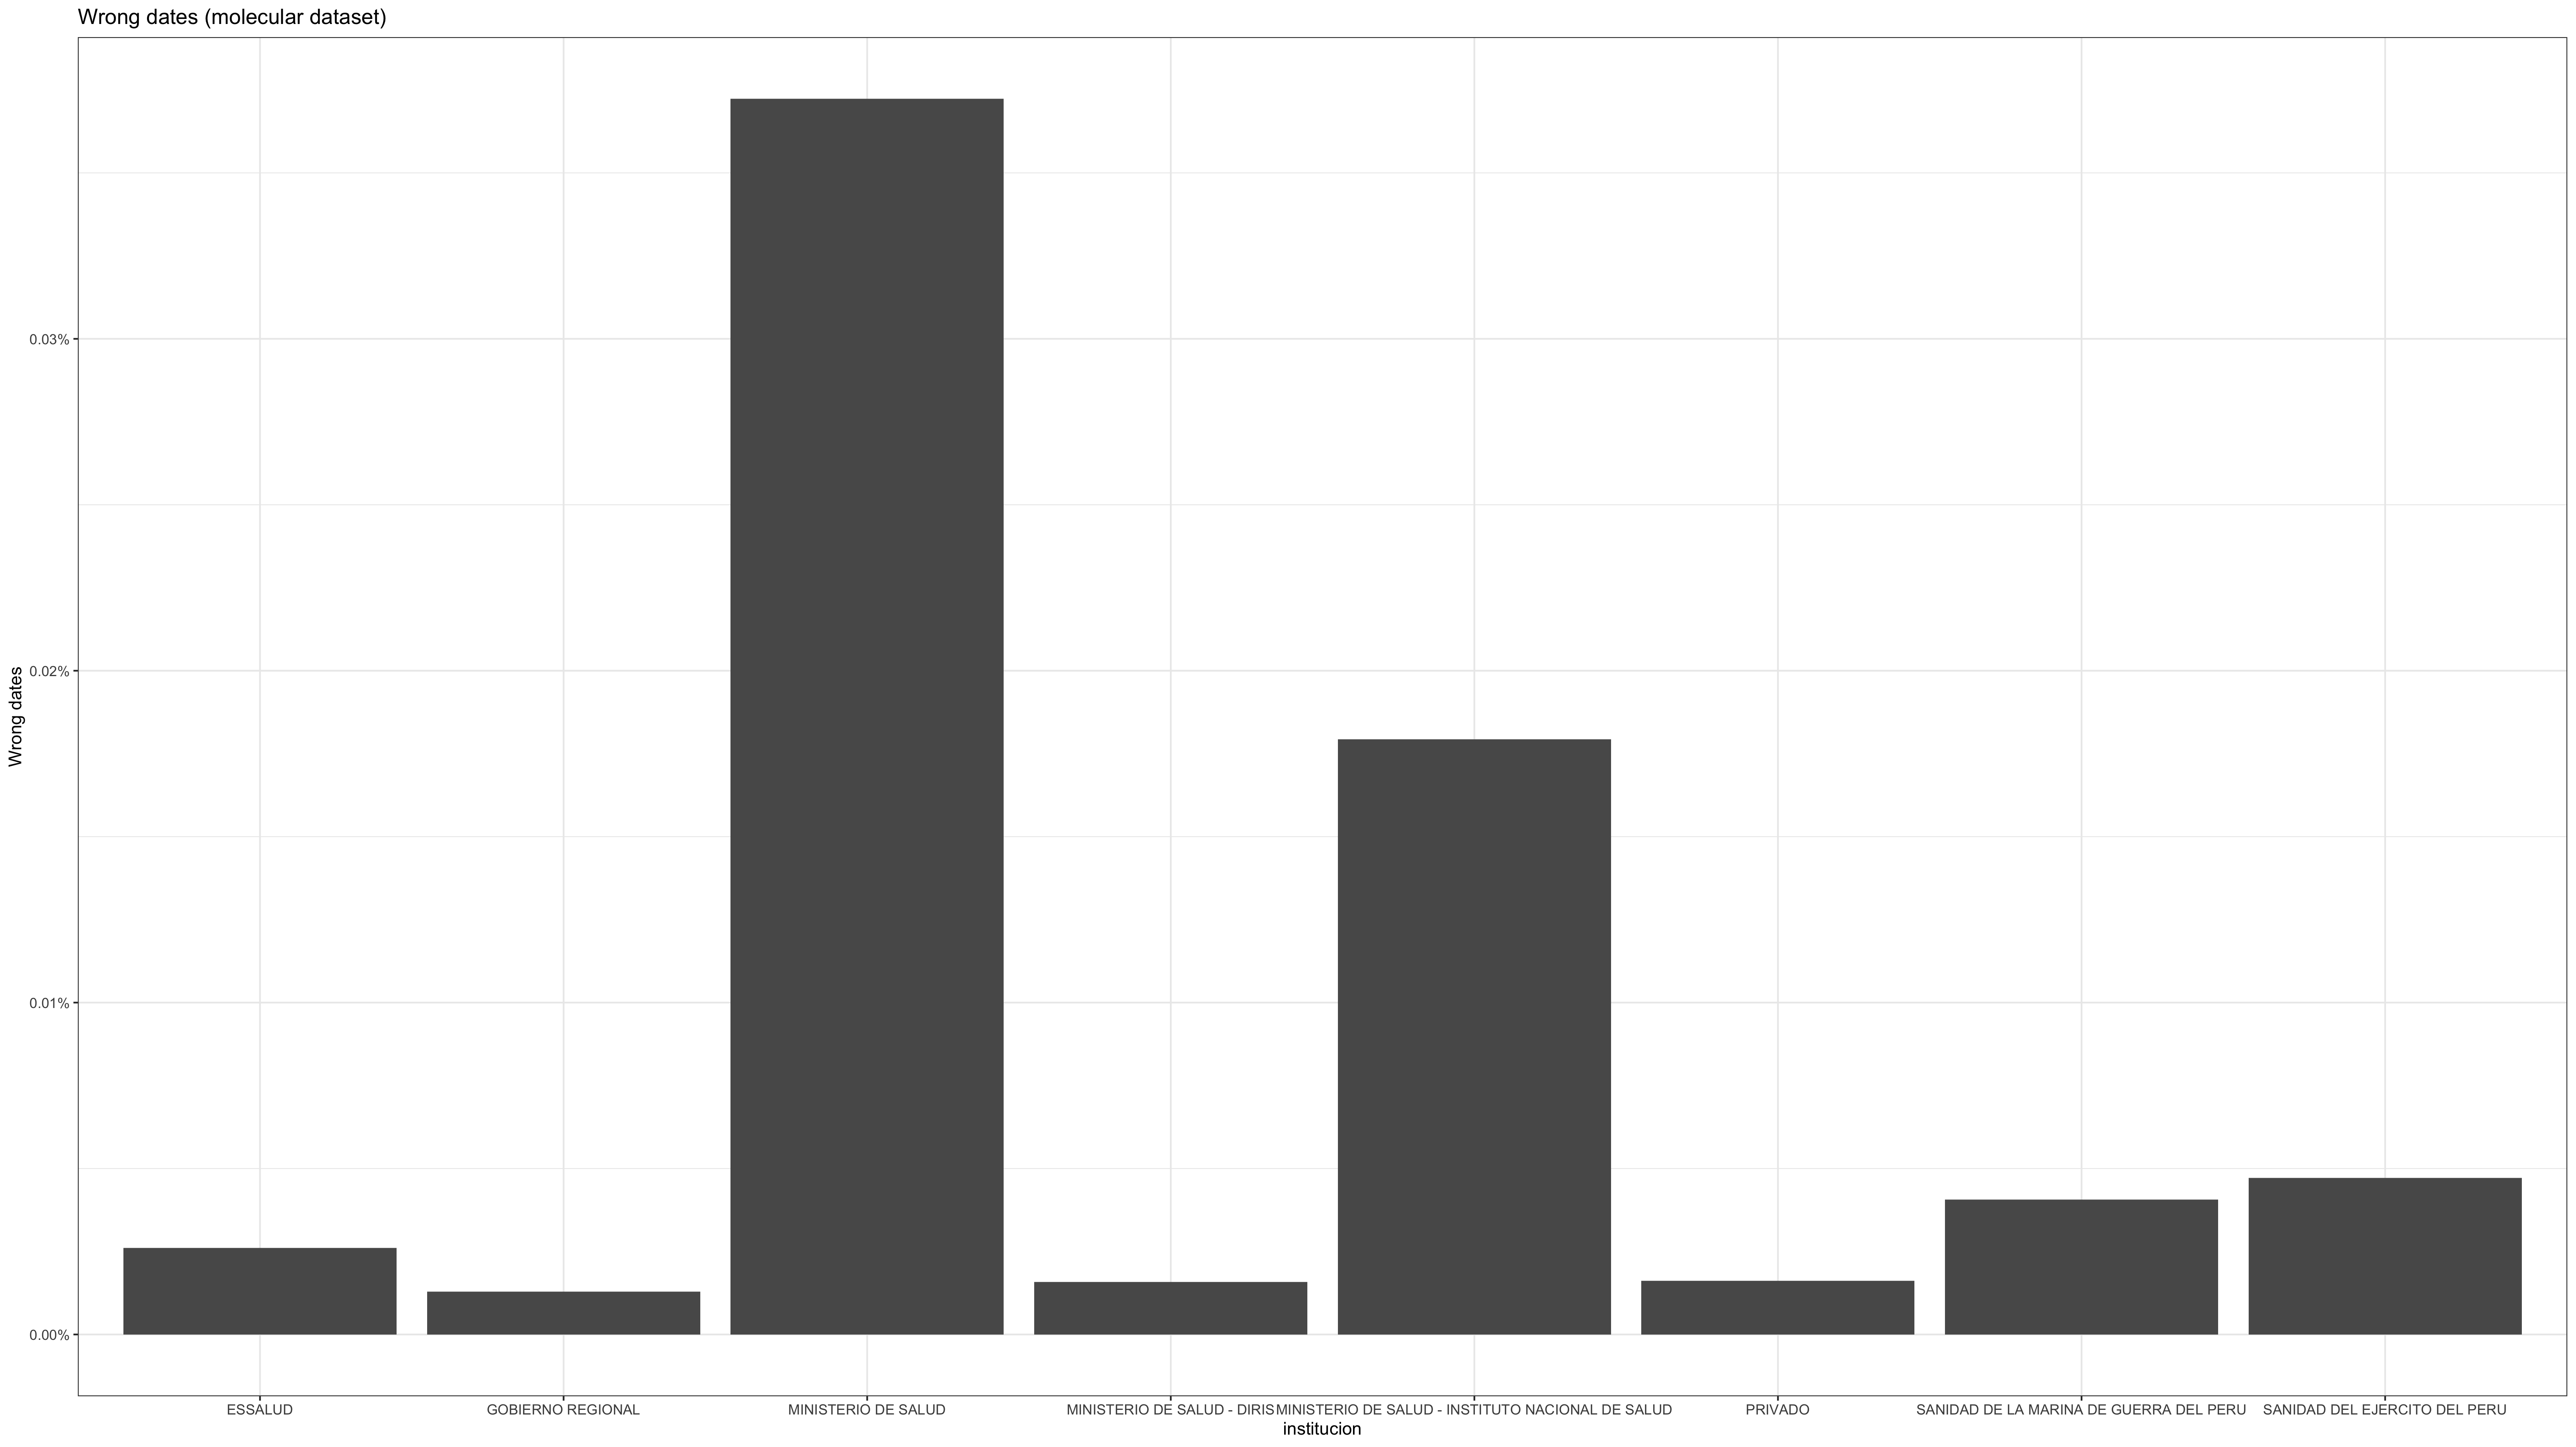 Wrong dates (molecular dataset)
Wrong dates
0.03%
0.02%
0.01%
0.00%
ESSALUD
GOBIERNO REGIONAL
MINISTERIO DE SALUD
MINISTERIO DE SALUD - DIRIS
MINISTERIO DE SALUD - INSTITUTO NACIONAL DE SALUD
PRIVADO
SANIDAD DE LA MARINA DE GUERRA DEL PERU
SANIDAD DEL EJERCITO DEL PERU
institucion